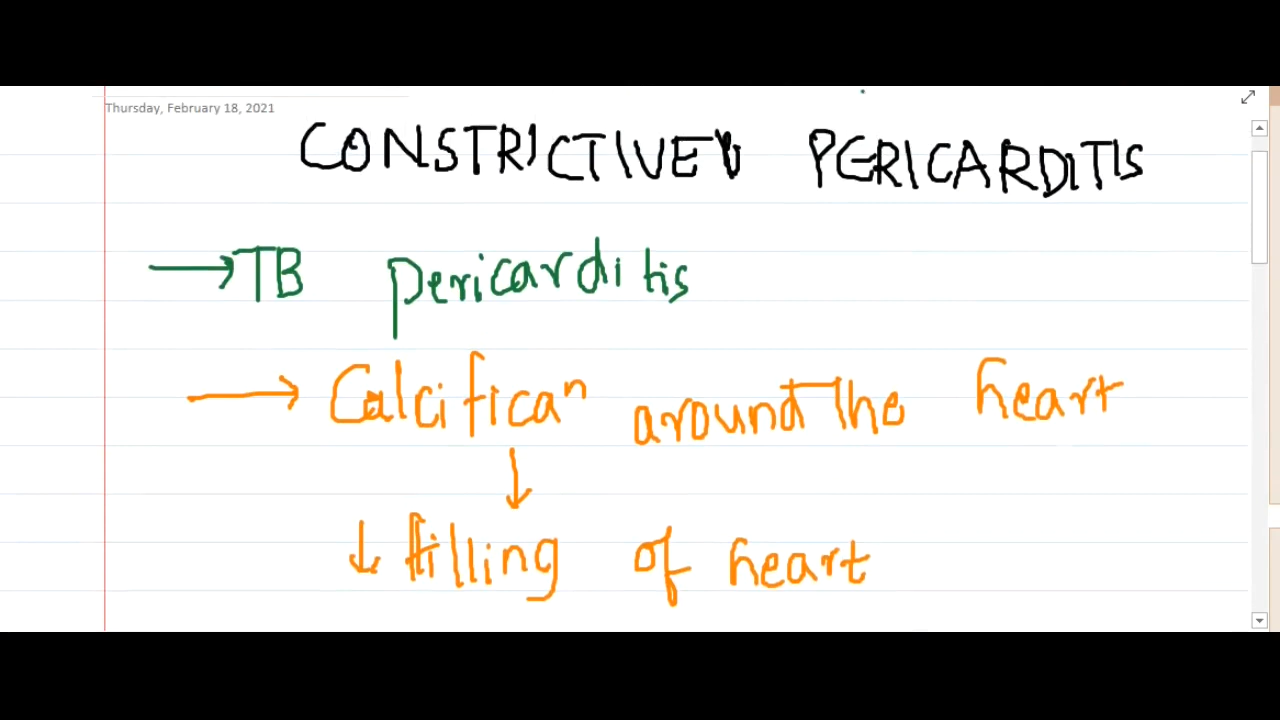 Thursday, February 18, 2021
CONSTRICTIVE PERICARDITIS
→ TB pericarditis
→ Calcificaⁿ around the heart
↓
↓ filling of heart